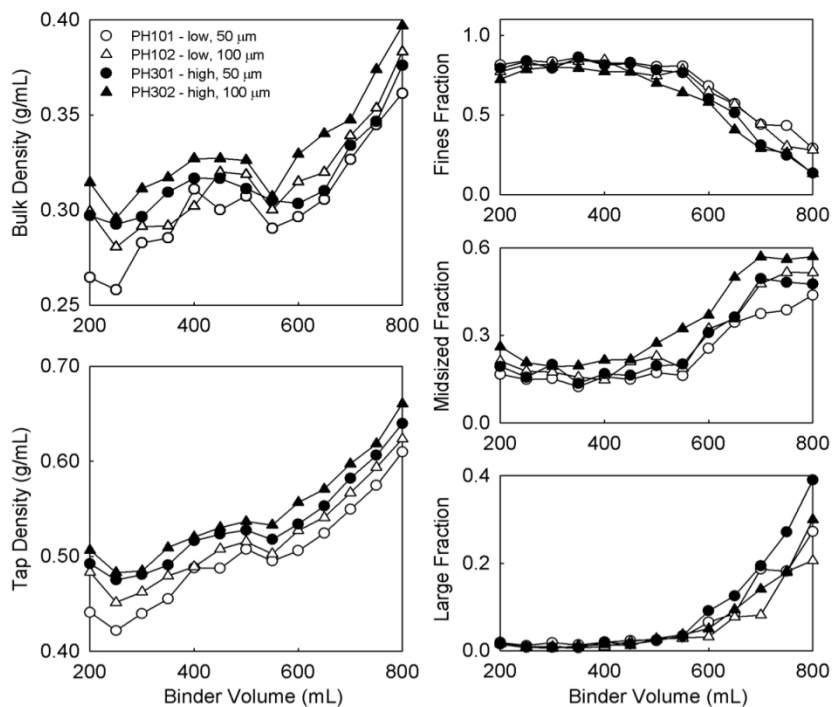 Bulk Density (g/mL)
0.40
0.35
0.30
0.25
200 400 600 800
PH101 - low, 50 μm
PH102 - low, 100 μm
PH301 - high, 50 μm
PH302 - high, 100 μm
Tap Density (g/mL)
0.70
0.60
0.50
0.40
200 400 600 800
Binder Volume (mL)
Fines Fraction
1.0
0.5
0.0
200 400 600 800
Midsized Fraction
0.6
0.3
0.0
200 400 600 800
Large Fraction
0.4
0.2
0.0
200 400 600 800
Binder Volume (mL)